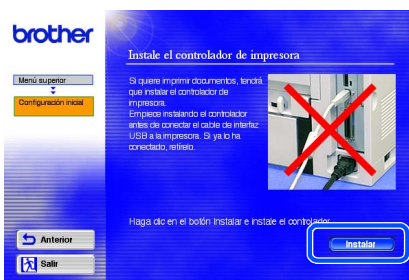 brother
Instale el controlador de impresora
Menú superior
Configuración inicial
Si quiere imprimir documentos, tendrá
que instalar el controlador de
impresora.
Empiece instalando el controlador
antes de conectar el cable de interfaz
USB a la impresora. Si ya lo ha
conectado, retírelo.
Haga clic en el botón Instalar e instale el controlador.
Instalar
Anterior
Salir